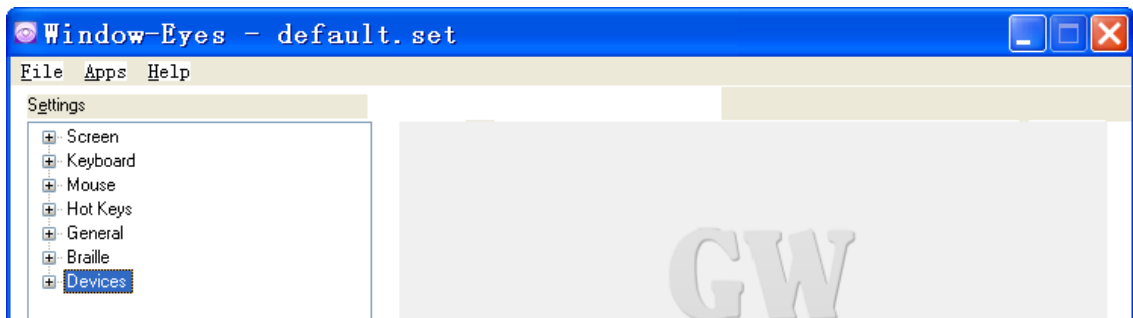 Window-Eyes - default.set
File Apps Help
Settings
Screen
Keyboard
Mouse
Hot Keys
General
Braille
Devices
GW